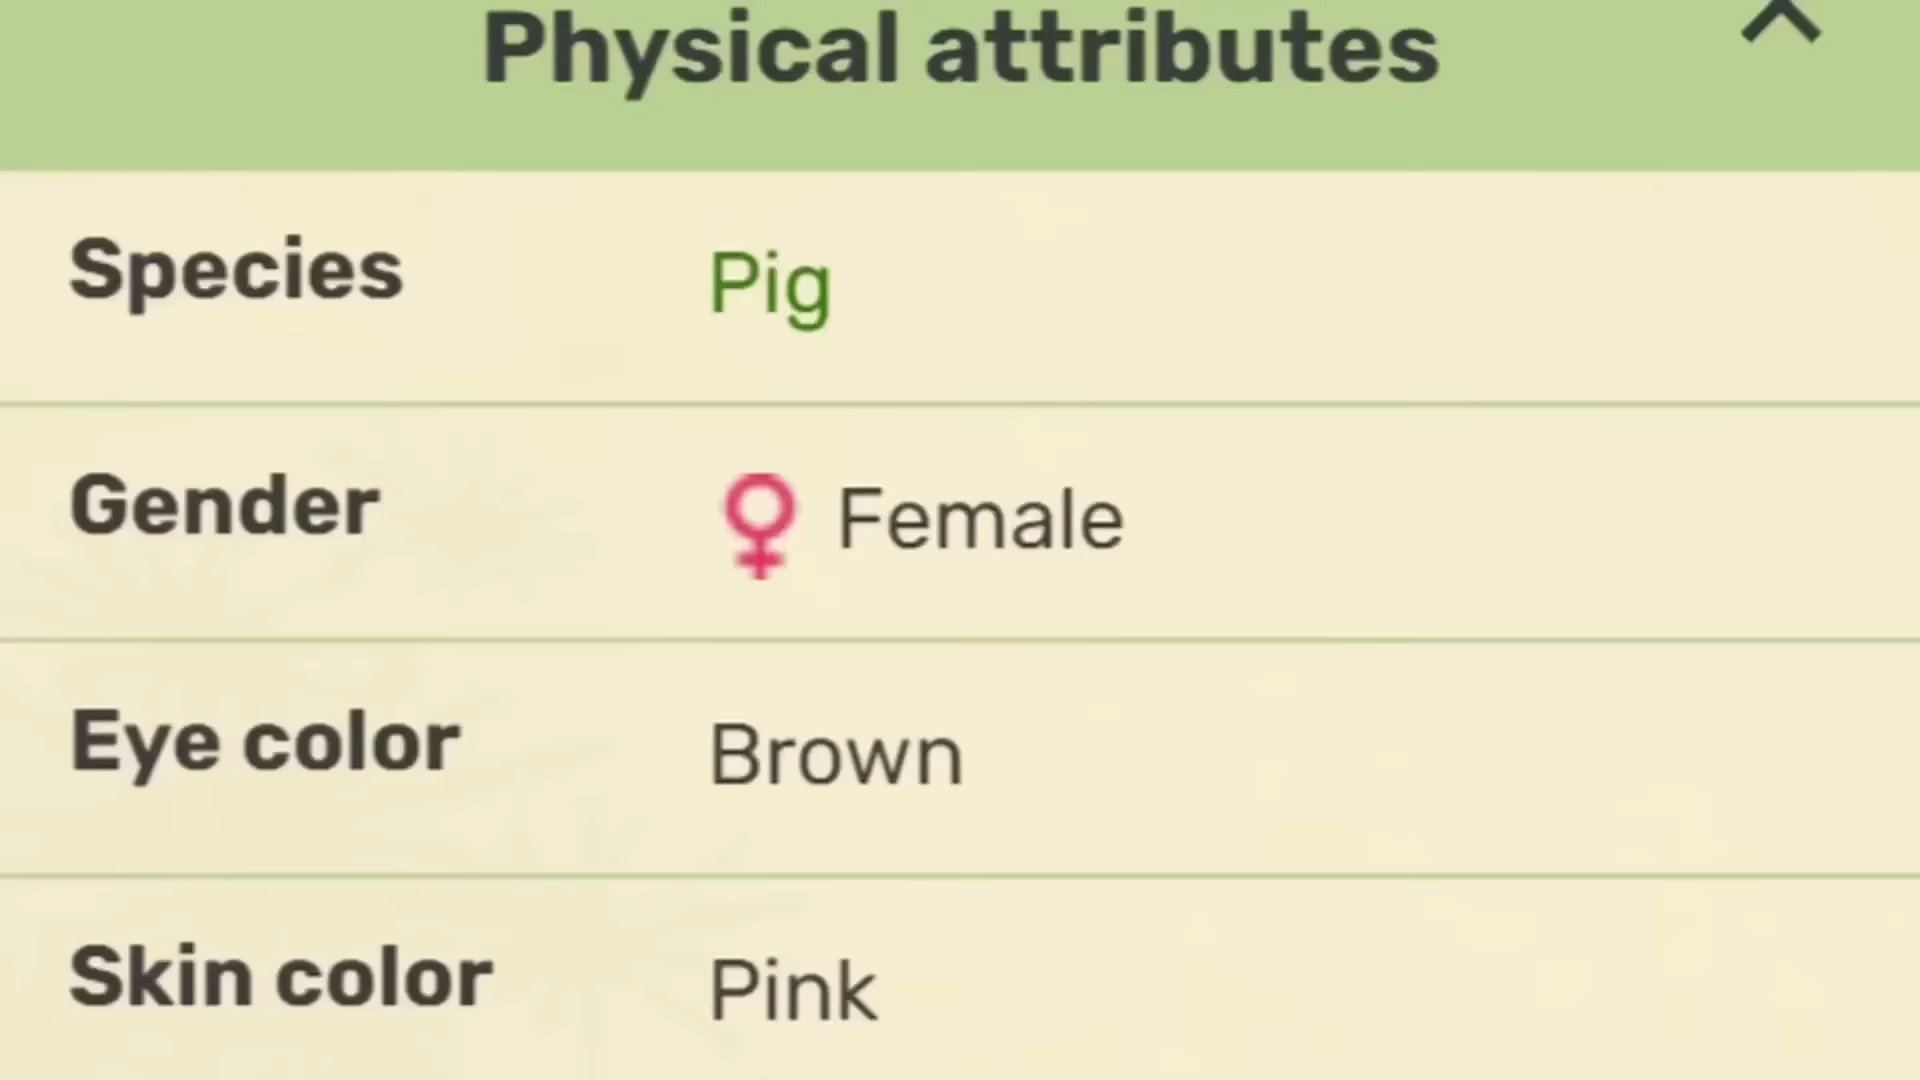 Physical attributes
Species Pig
Gender Female
Eye color Brown
Skin color Pink